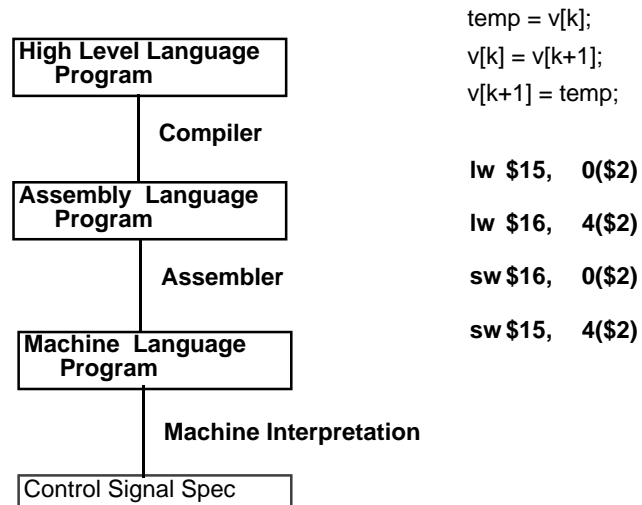 temp = v[k];
High Level Language
Program
v[k] = v[k+1];
v[k+1] = temp;
Compiler
lw $15, 0($2)
Assembly Language
Program
lw $16, 4($2)
Assembler
sw $16, 0($2)
sw $15, 4($2)
Machine Language
Program
Machine Interpretation
Control Signal Spec